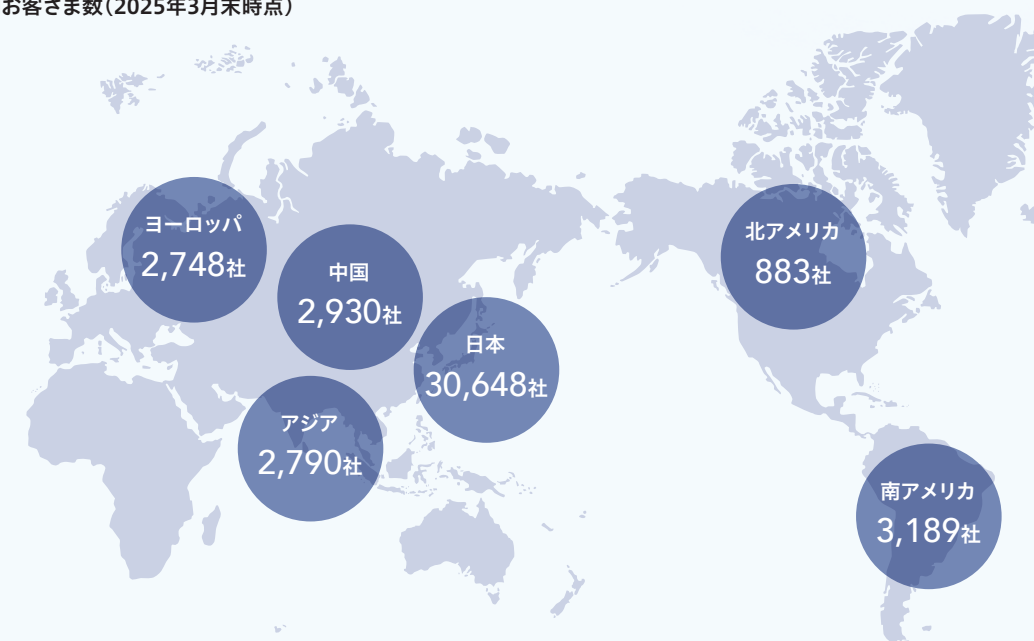 お客さま数（2025年3月末時点）
ヨーロッパ
2,748社
中国
2,930社
日本
30,648社
アジア
2,790社
北アメリカ
883社
南アメリカ
3,189社